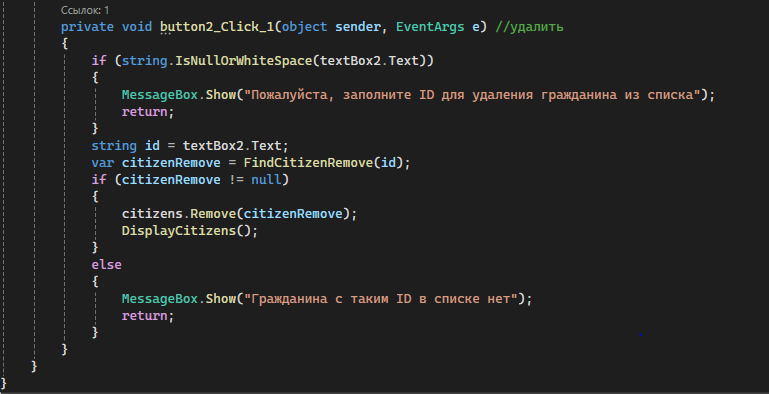 Ссылок: 1
private void button2_Click_1(object sender, EventArgs e) //удалить
{
if (string.IsNullOrWhiteSpace(textBox2.Text))
{
MessageBox.Show("Пожалуйста, заполните ID для удаления гражданина из списка");
return;
}
string id = textBox2.Text;
var citizenRemove = FindCitizenRemove(id);
if (citizenRemove != null)
{
citizens.Remove(citizenRemove);
DisplayCitizens();
}
else
{
MessageBox.Show("Гражданина с таким ID в списке нет");
return;
}
}
}
}